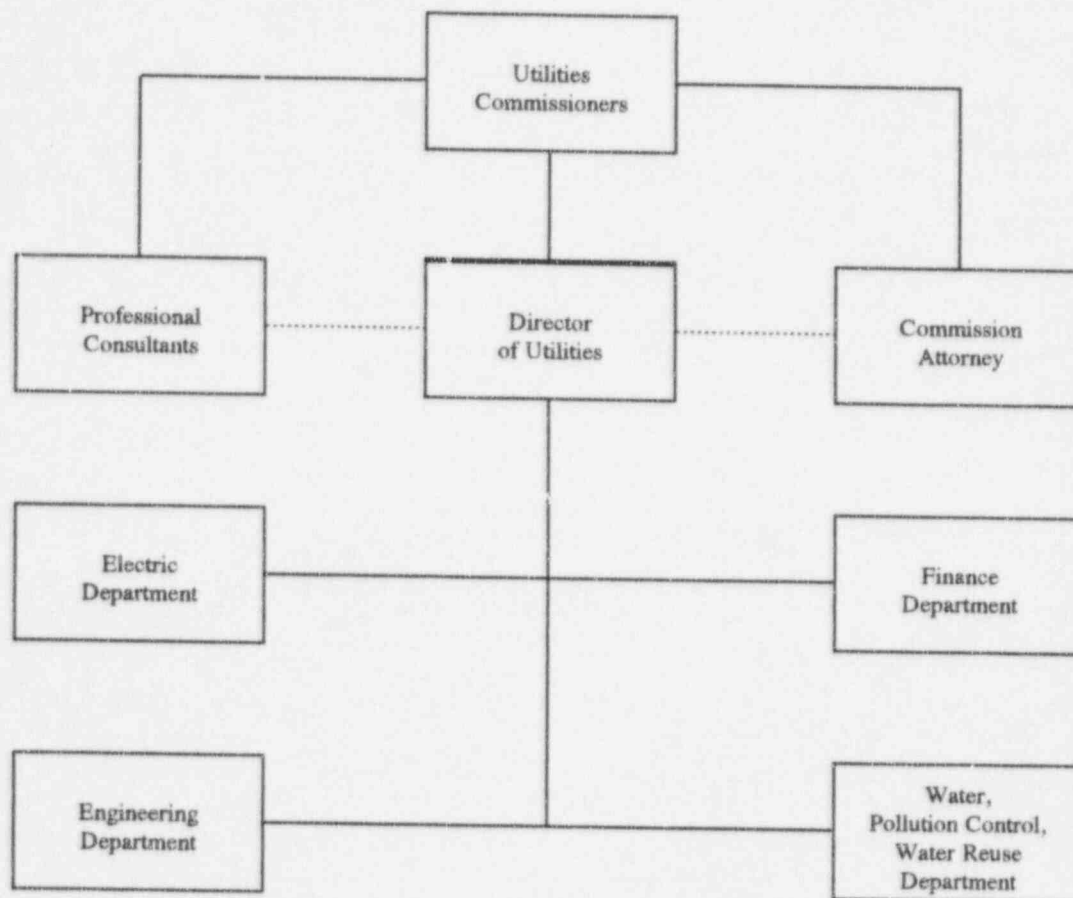 Utilities
Commissioners
Professional
Consultants
Director
of Utilities
Commission
Attorney
Electric
Department
Finance
Department
Engineering
Department
Water,
Pollution Control,
Water Reuse
Department